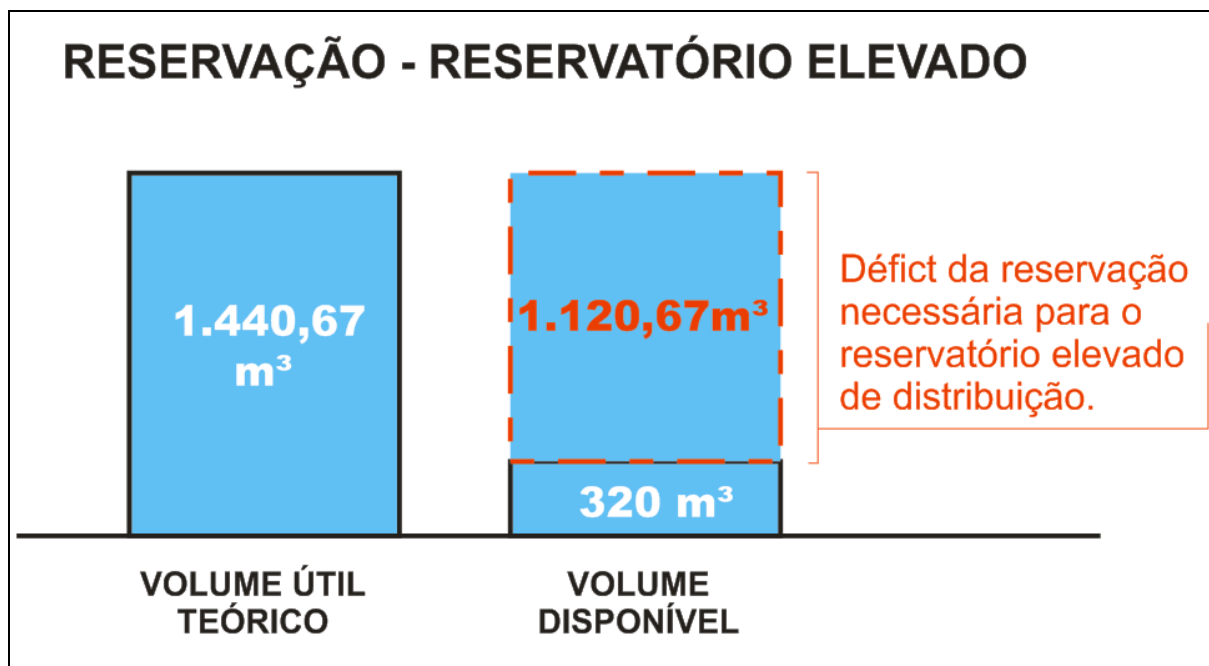 RESERVAÇÃO - RESERVATÓRIO ELEVADO
1.440,67
m³
1.120,67m³
Défict da reservação
necessária para o
reservatório elevado
de distribuição.
320 m³
VOLUME ÚTIL
TEÓRICO
VOLUME
DISPONÍVEL